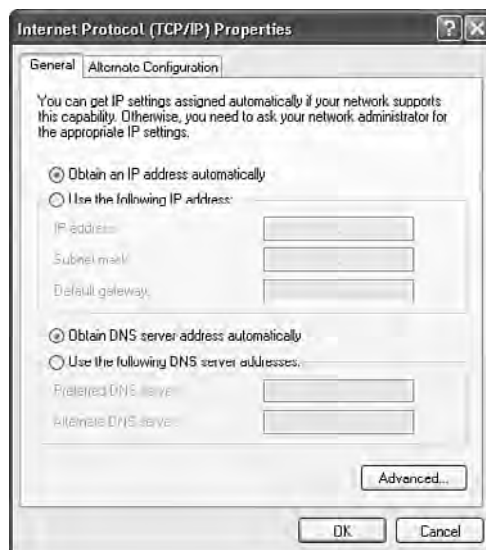 Internet Protocol (TCP/IP) Properties
General
Alternate Configuration
You can get IP settings assigned automatically if your network supports
this capability. Otherwise, you need to ask your network administrator for
the appropriate IP settings.
Obtain an IP address automatically
Use the following IP address:
IP address:
Subnet mask:
Default gateway:
Obtain DNS server address automatically
Use the following DNS server addresses:
Preferred DNS server:
Alternate DNS server:
Advanced...
OK
Cancel